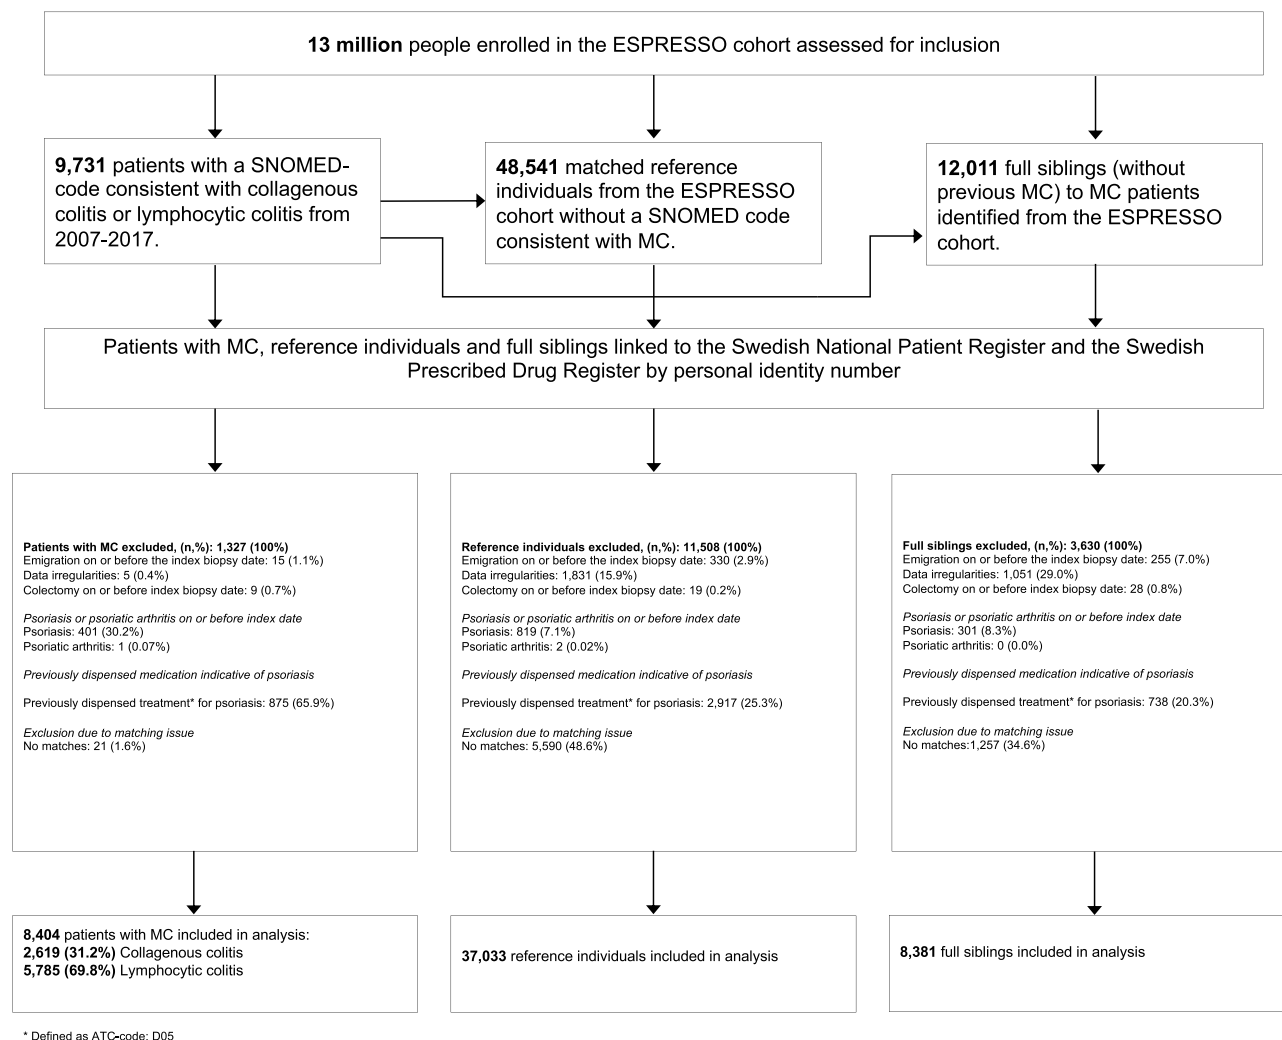 13 million people enrolled in the ESPRESSO cohort assessed for inclusion
9,731 patients with a SNOMED-
code consistent with collagenous
colitis or lymphocytic colitis from
2007-2017.
48,541 matched reference
individuals from the ESPRESSO
cohort without a SNOMED code
consistent with MC.
12,011 full siblings (without
previous MC) to MC patients
identified from the ESPRESSO
cohort.
Patients with MC, reference individuals and full siblings linked to the Swedish National Patient Register and the Swedish
Prescribed Drug Register by personal identity number
Patients with MC excluded, (n,%): 1,327 (100%)
Emigration on or before the index biopsy date: 15 (1.1%)
Data irregularities: 5 (0.4%)
Colectomy on or before index biopsy date: 9 (0.7%)
Psoriasis or psoriatic arthritis on or before index date
Psoriasis: 401 (30.2%)
Psoriatic arthritis: 1 (0.07%)
Previously dispensed medication indicative of psoriasis
Previously dispensed treatment* for psoriasis: 875 (65.9%)
Exclusion due to matching issue
No matches: 21 (1.6%)
Reference individuals excluded, (n,%): 11,508 (100%)
Emigration on or before the index biopsy date: 330 (2.9%)
Data irregularities: 1,831 (15.9%)
Colectomy on or before index biopsy date: 19 (0.2%)
Psoriasis or psoriatic arthritis on or before index date
Psoriasis: 819 (7.1%)
Psoriatic arthritis: 2 (0.02%)
Previously dispensed medication indicative of psoriasis
Previously dispensed treatment* for psoriasis: 2,917 (25.3%)
Exclusion due to matching issue
No matches: 5,590 (48.6%)
Full siblings excluded, (n,%): 3,630 (100%)
Emigration on or before the index biopsy date: 255 (7.0%)
Data irregularities: 1,051 (29.0%)
Colectomy on or before index biopsy date: 28 (0.8%)
Psoriasis or psoriatic arthritis on or before index date
Psoriasis: 301 (8.3%)
Psoriatic arthritis: 0 (0.0%)
Previously dispensed medication indicative of psoriasis
Previously dispensed treatment* for psoriasis: 738 (20.3%)
Exclusion due to matching issue
No matches:1,257 (34.6%)
8,404 patients with MC included in analysis:
2,619 (31.2%) Collagenous colitis
5,785 (69.8%) Lymphocytic colitis
37,033 reference individuals included in analysis
8,381 full siblings included in analysis
* Defined as ATC-code: D05